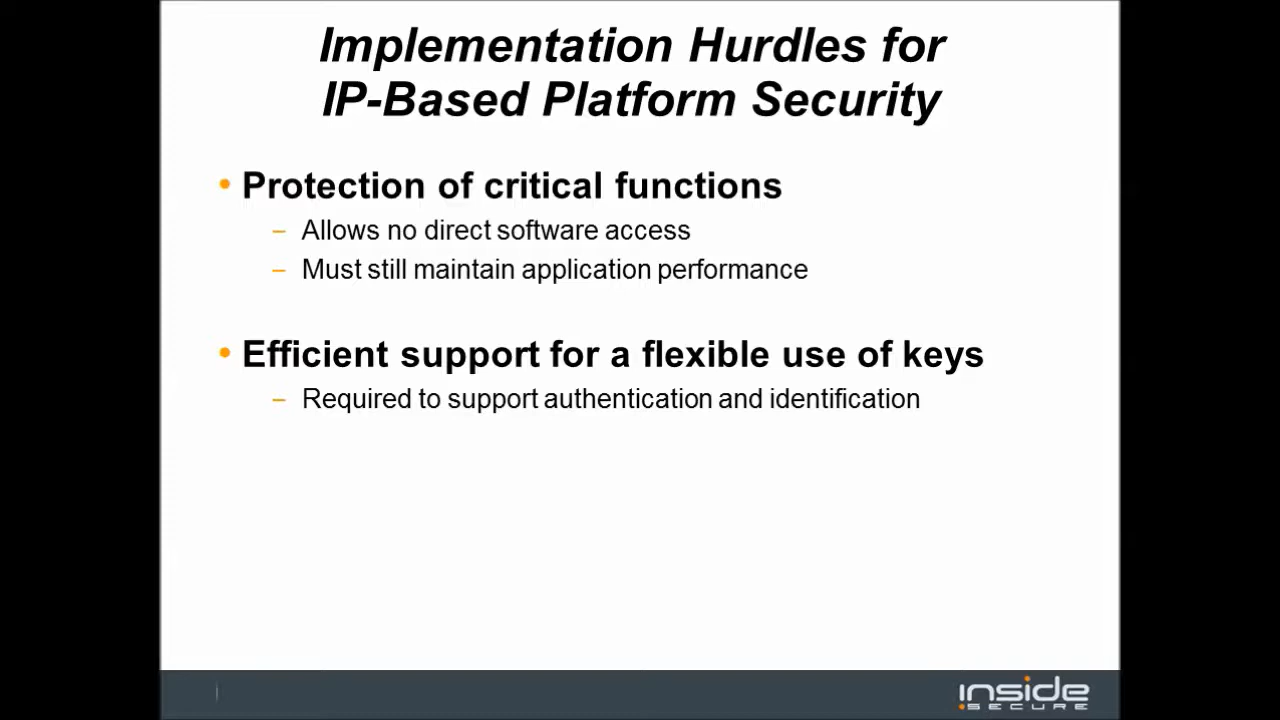 Implementation Hurdles for
IP-Based Platform Security
• Protection of critical functions
– Allows no direct software access
– Must still maintain application performance
• Efficient support for a flexible use of keys
– Required to support authentication and identification
inside
SECURE